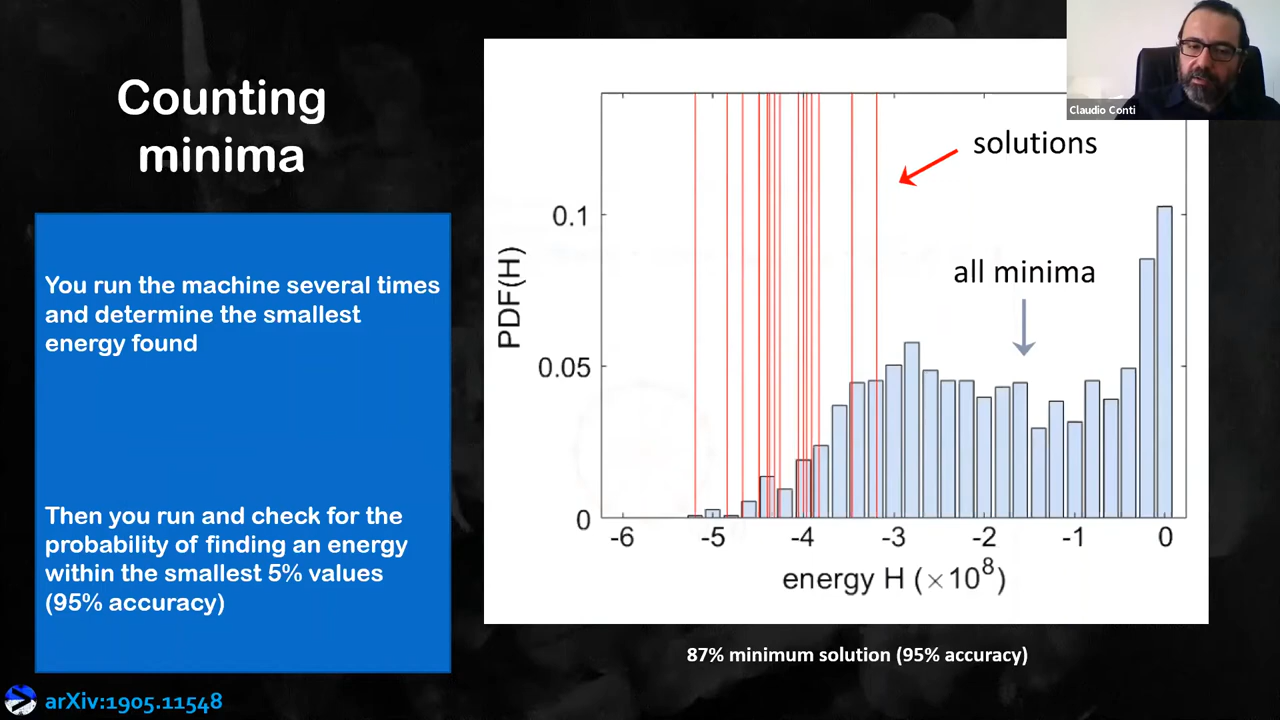 Counting
minima
You run the machine several times
and determine the smallest
energy found
Then you run and check for the
probability of finding an energy
within the smallest 5% values
(95% accuracy)
arXiv:1905.11548
Claudio Conti
solutions
all minima
PDF(H)
0.1
0.05
0
-6 -5 -4 -3 -2 -1 0
energy H (×10⁸)
87% minimum solution (95% accuracy)